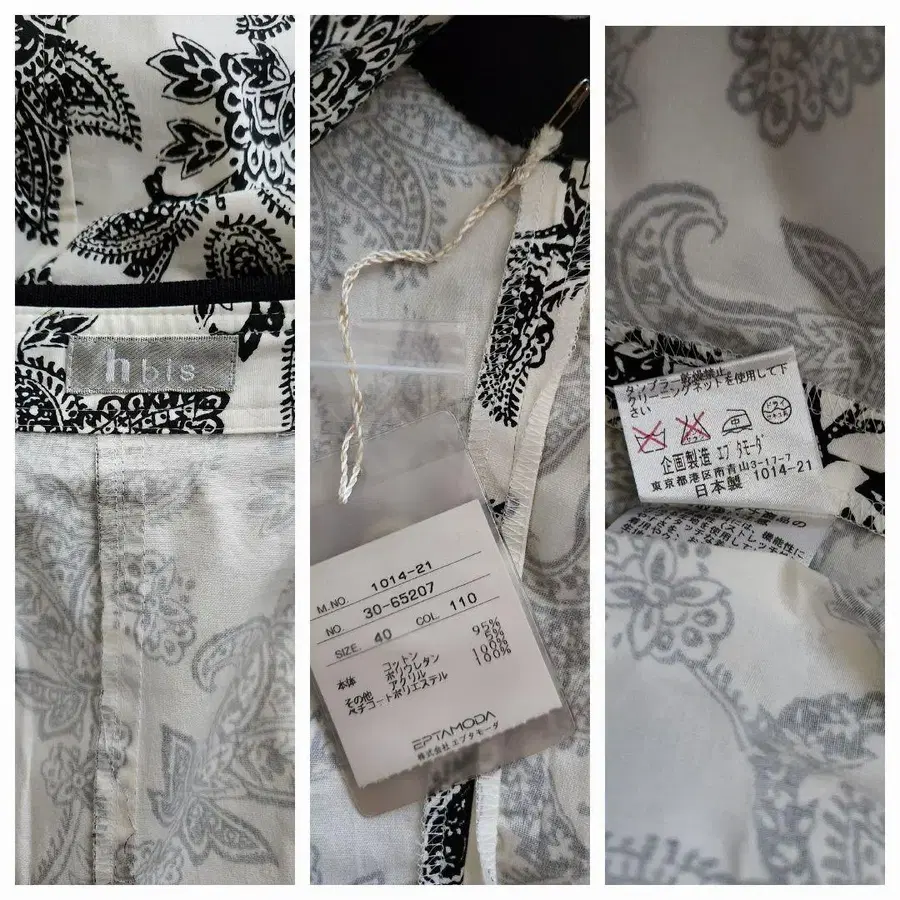 h bis
M.NO. 1014-21
NO. 30-65207
SIZE. 40 COL. 110
本体 コットン 95%
ポリウレタン 5%
その他 アクリル 100%
ペチコートポリエステル 100%
EPTAMODA
株式会社エプタモーダ
タンブラー乾燥禁止
クリーニングネットを使用して下
さい
企画製造 エプタモーダ
東京都港区南青山3-17-7
日本製 1014-21